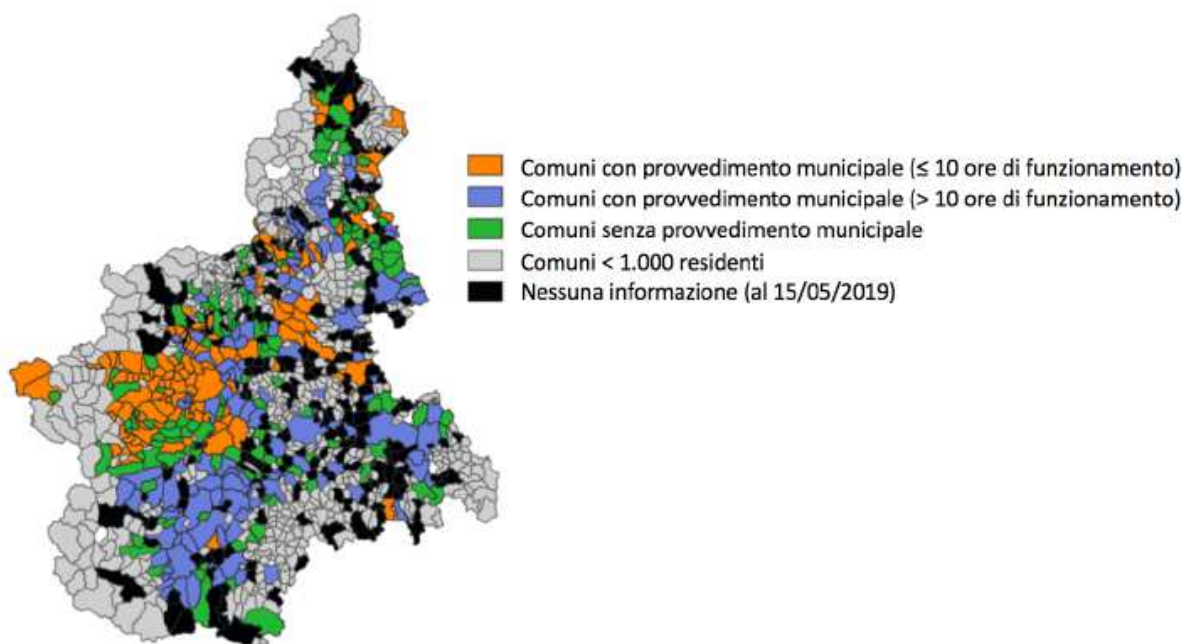 Comuni con provvedimento municipale (≤ 10 ore di funzionamento)
Comuni con provvedimento municipale (> 10 ore di funzionamento)
Comuni senza provvedimento municipale
Comuni < 1.000 residenti
Nessuna informazione (al 15/05/2019)